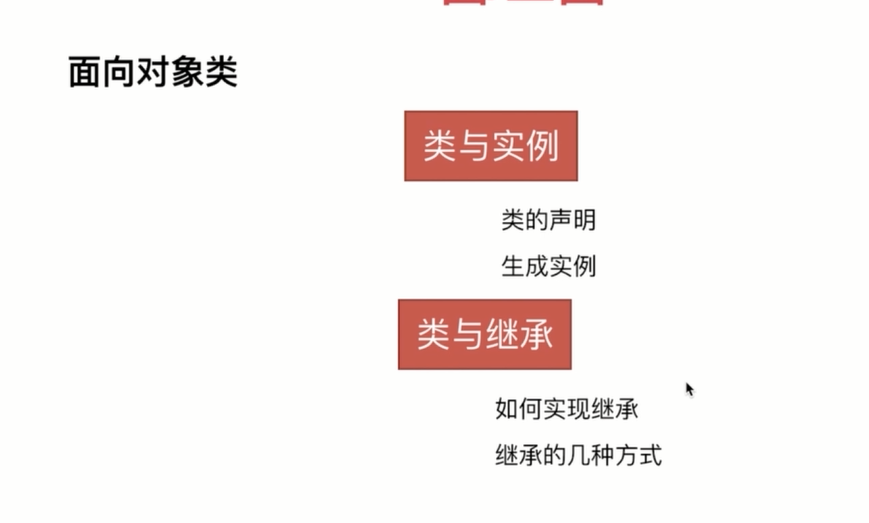 面向对象类
类与实例
类的声明
生成实例
类与继承
如何实现继承
继承的几种方式